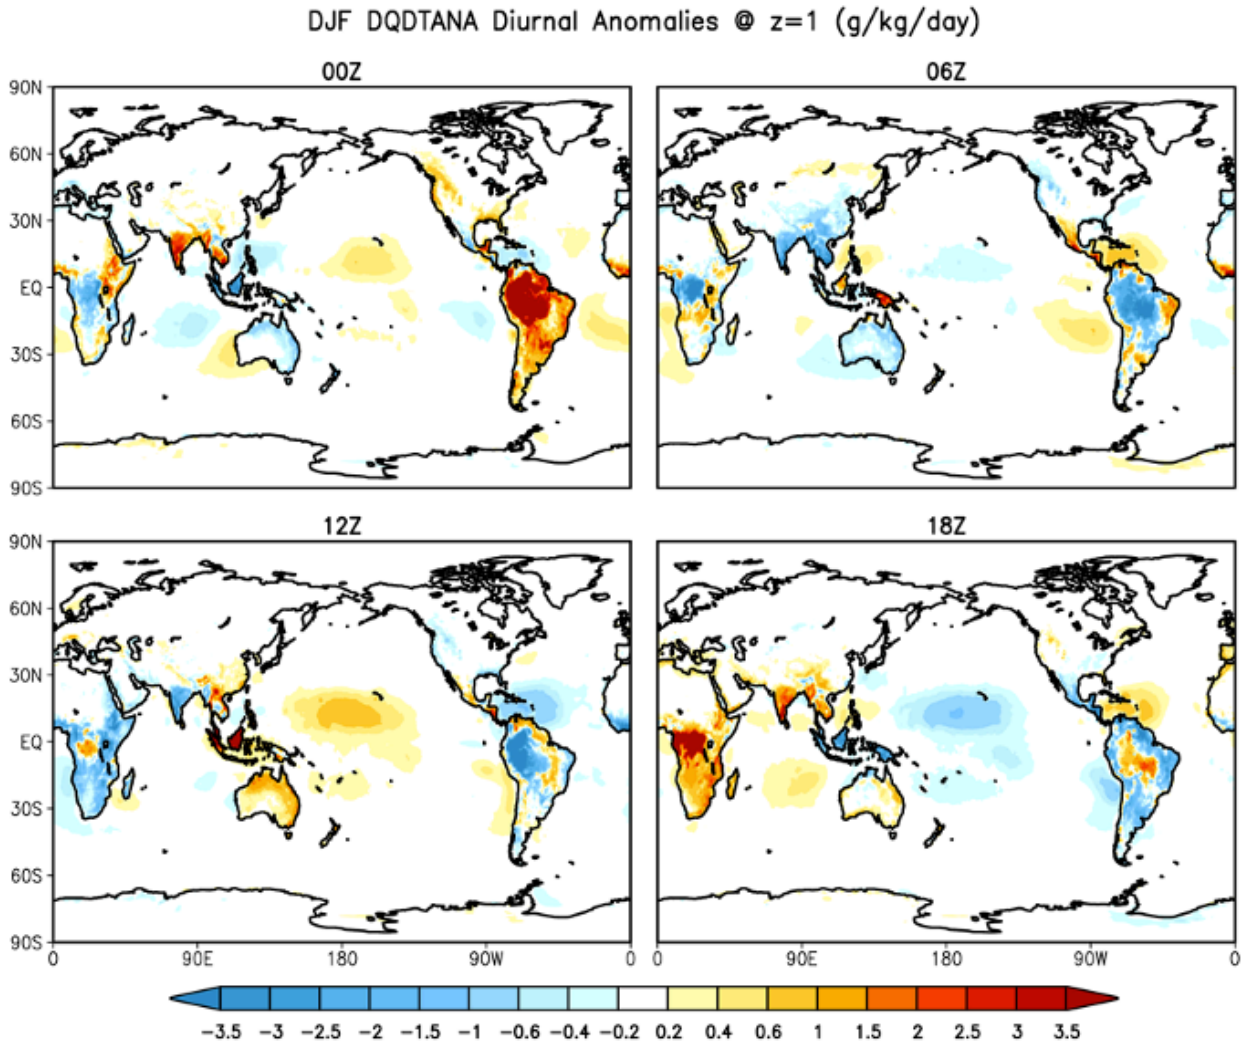 DJF DQDTANA Diurnal Anomalies @ z=1 (g/kg/day)
00Z
06Z
90N
60N
30N
EQ
30S
60S
90S
12Z
18Z
90N
60N
30N
EQ
30S
60S
90S
0 90E 180 90W 0 90E 180 90W 0
-3.5 -3 -2.5 -2 -1.5 -1 -0.6 -0.4 -0.2 0.2 0.4 0.6 1 1.5 2 2.5 3 3.5